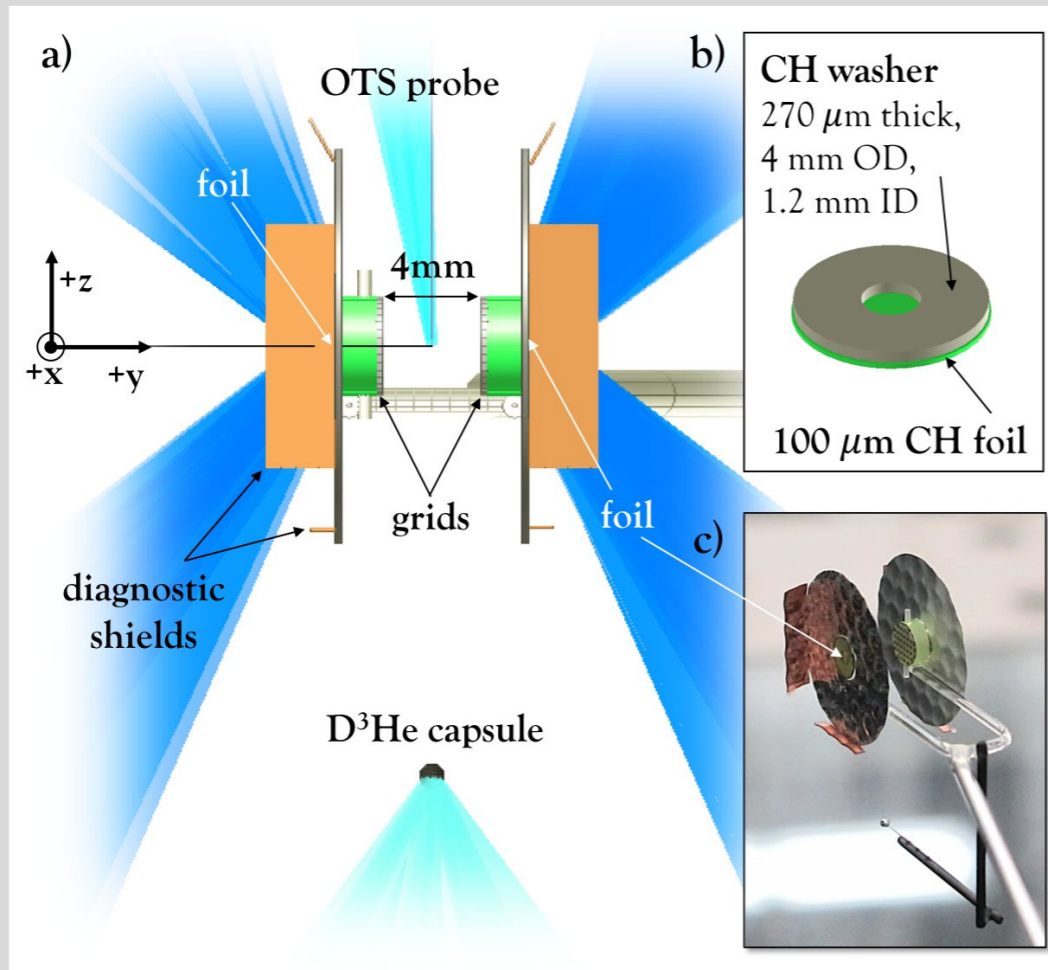 a)
OTS probe
foil
4mm
+z
+x
+y
grids
foil
diagnostic
shields
D³He capsule
b)
CH washer
270 μm thick,
4 mm OD,
1.2 mm ID
100 μm CH foil
c)